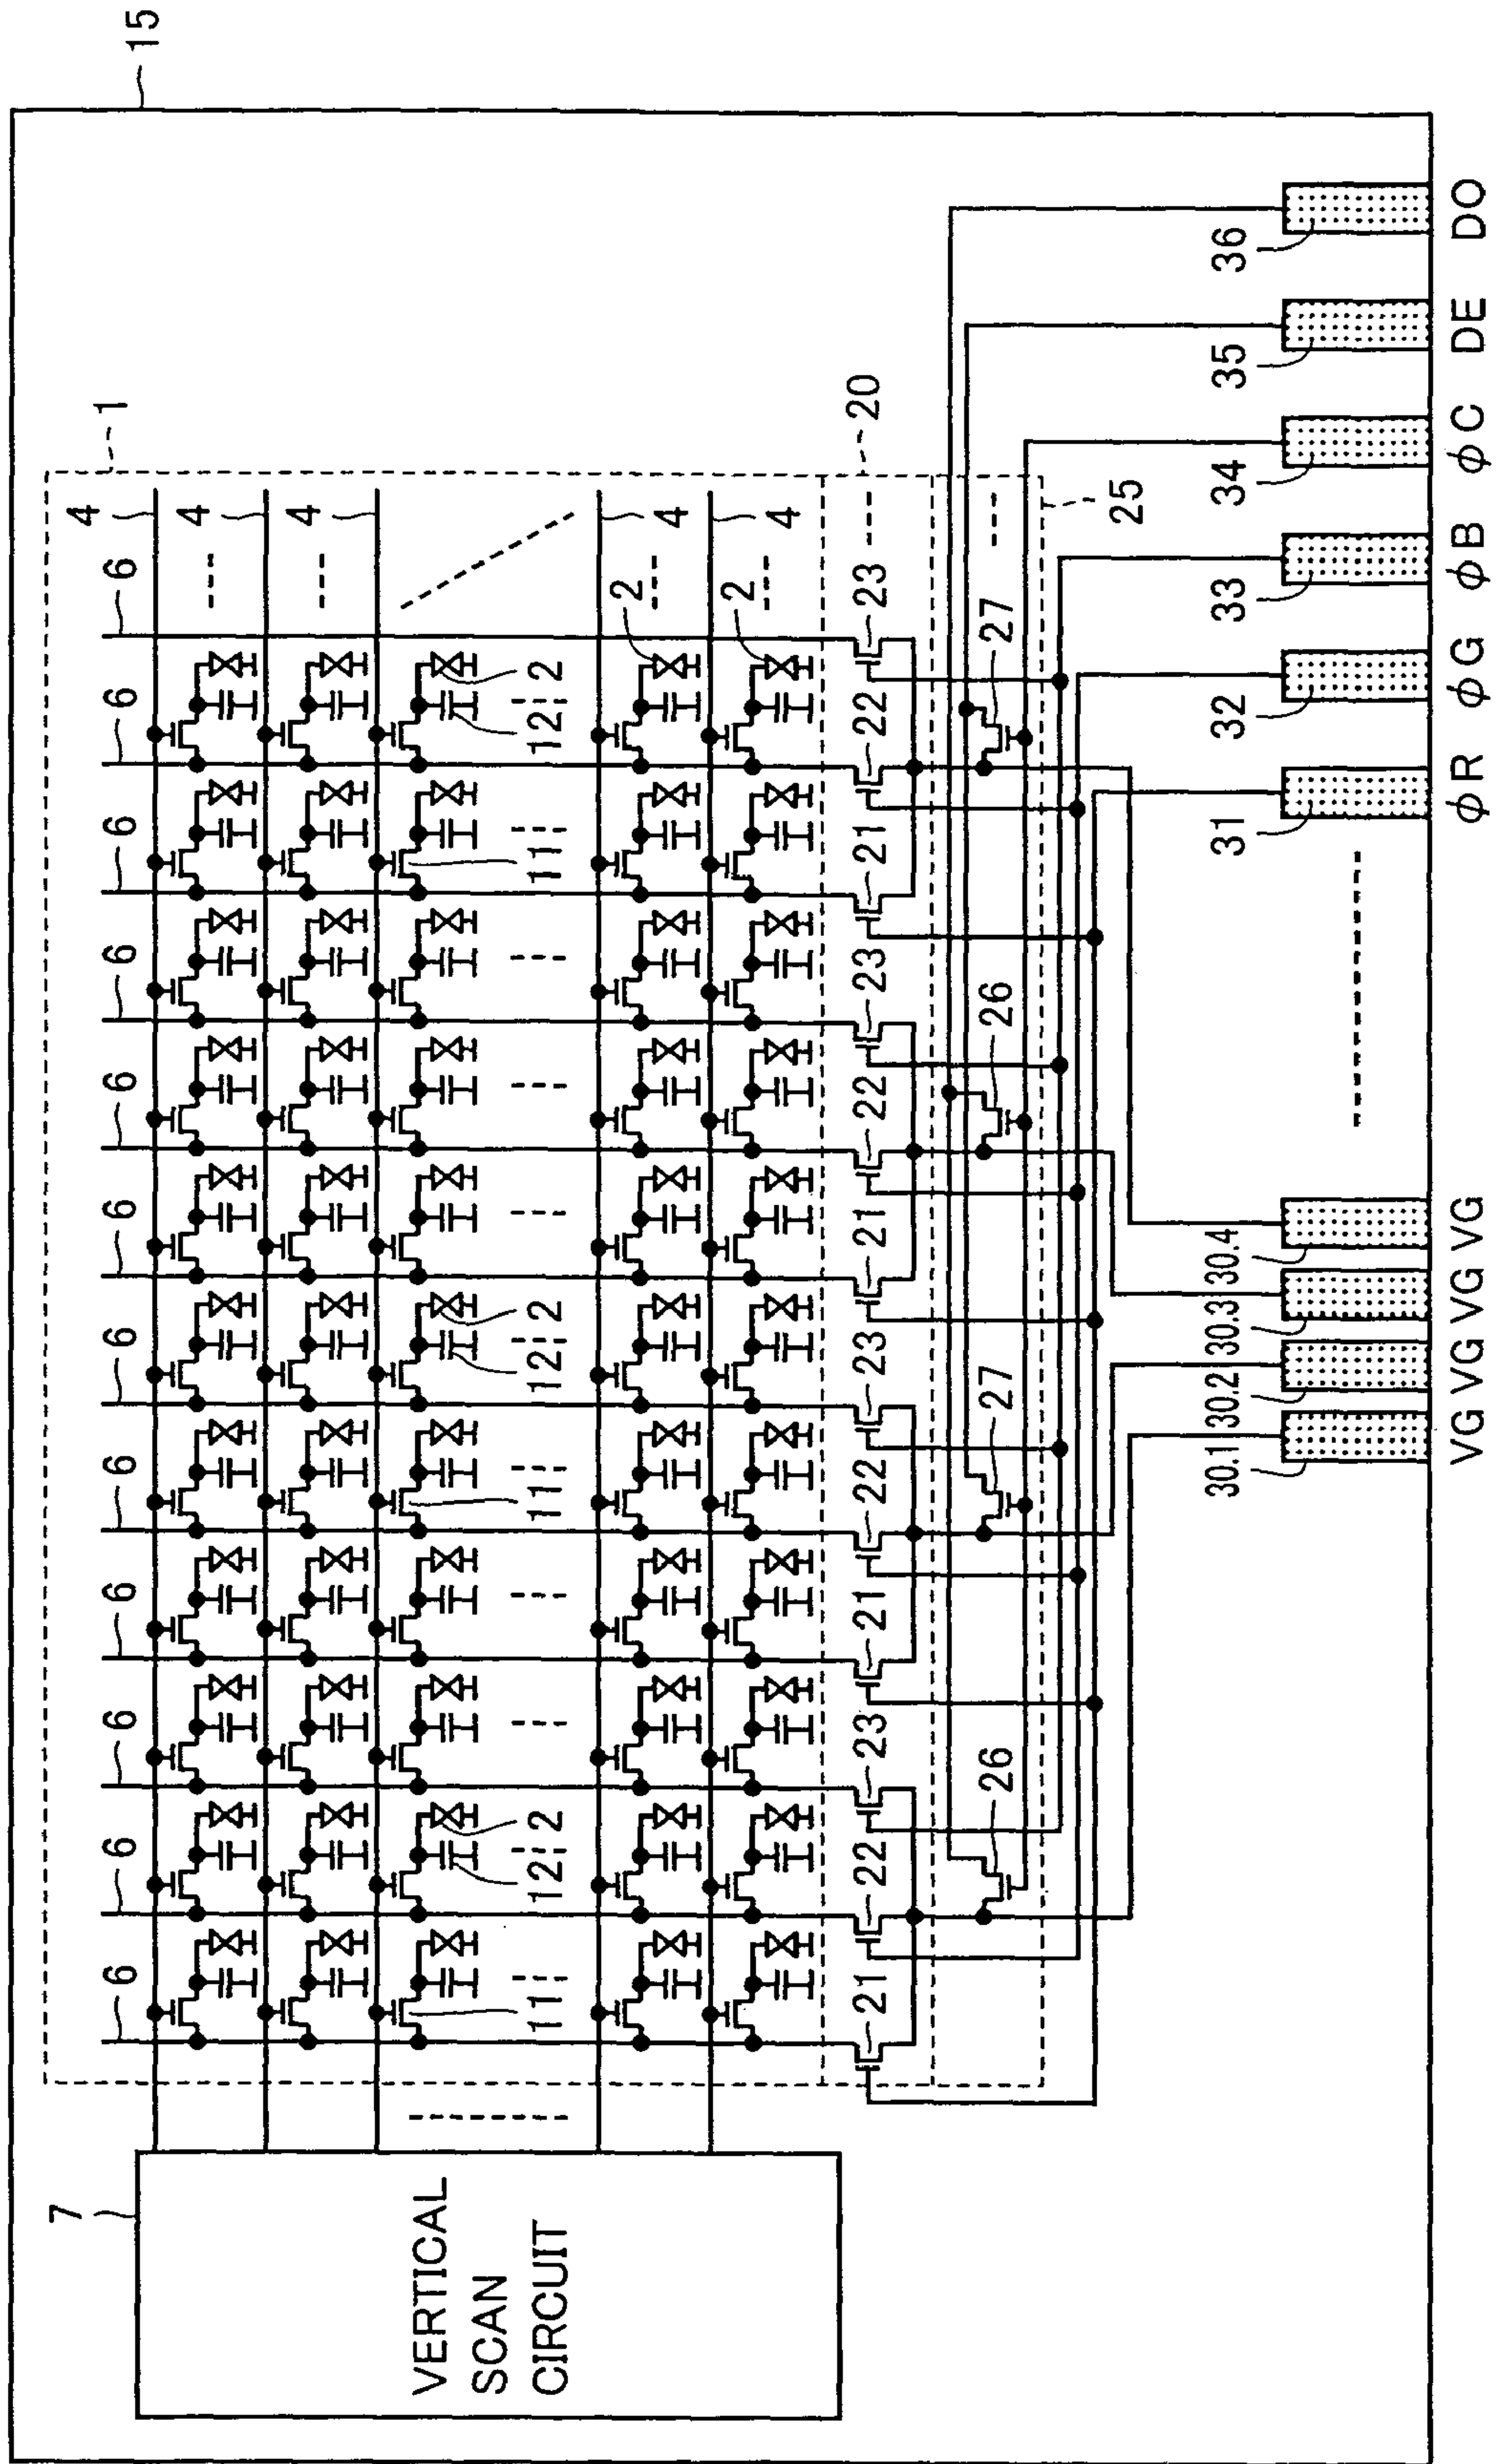 7
1
15
6 6 6 6 6 6 6 6 6 6 6 6
4
4
4
VERTICAL
SCAN
CIRCUIT
11 12 2 11 12 2 11 12 2
2
4
2
4
21 22 23 21 22 23 21 22 23 21 22 23 20
26 27 26 27
25
30.1 30.2 30.3 30.4 31 32 33 34 35 36
VG VG VG VG φR φG φB φC DE DO